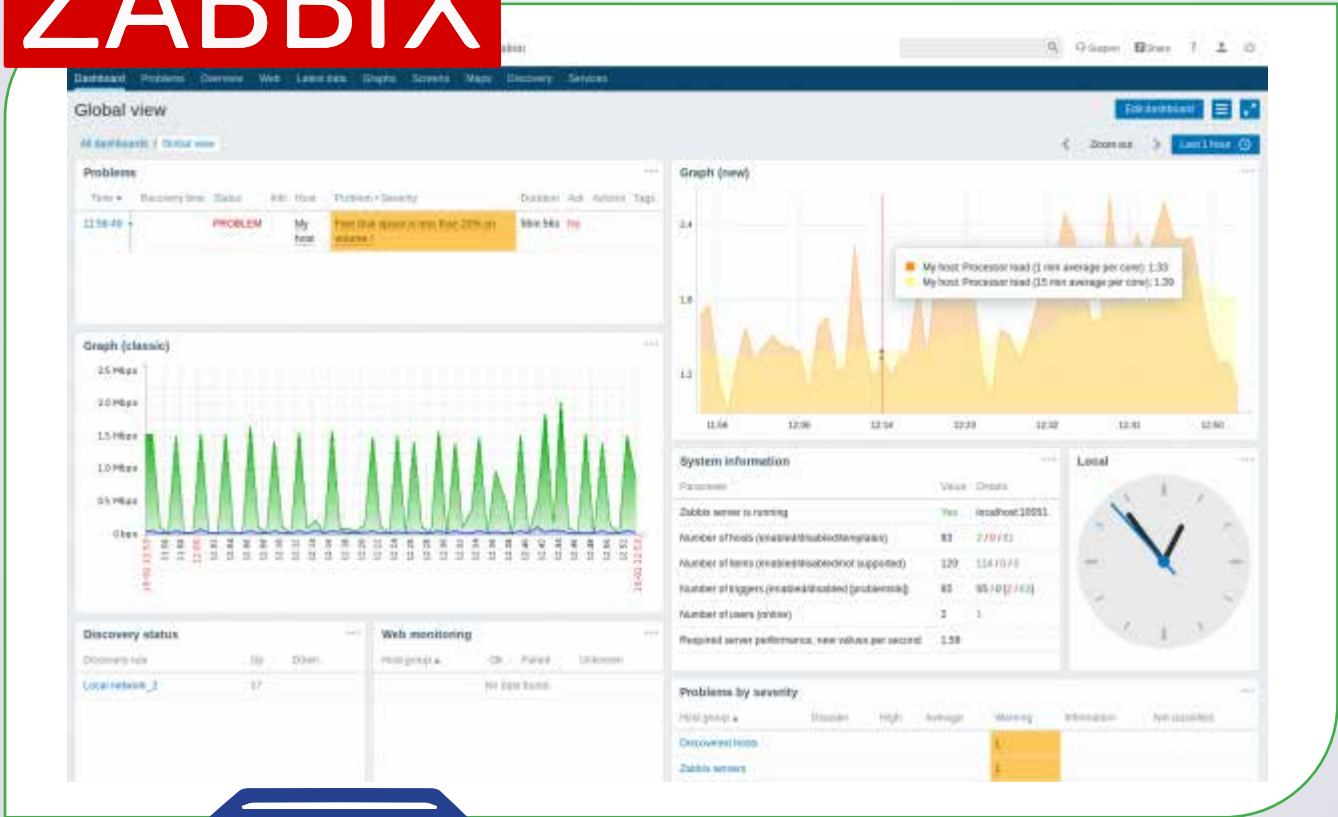 ZABBIX
Support Share ?
Dashboard Problems Overview Web Latest data Graphs Screens Maps Discovery Services
Global view
Edit dashboard
All dashboards / Global view
Zoom out Last 1 hour
Problems
Time Recovery time Status Info Host Problem • Severity Duration Ack Actions Tags
11:56:49 PROBLEM My host Free disk space is less than 20% on volume / 56m 56s No
Graph (new)
2.4
1.8
1.2
My host: Processor load (1 min average per core): 1.33
My host: Processor load (15 min average per core): 1.39
11:56 12:14 12:32 12:41 12:50
Graph (classic)
2.5 Mbps
2.0 Mbps
1.5 Mbps
1.0 Mbps
0.5 Mbps
0 bps
System information
Parameter Value Details
Zabbix server is running Yes localhost:10051
Number of hosts (enabled/disabled/templates) 83
Number of items (enabled/disabled/not supported) 120
Number of triggers (enabled/disabled [problem/ok]) 65
Number of users (online) 2
Required server performance, new values per second 1.59
Local
Discovery status
Discovery rule Up Down
Local network_2
Web monitoring
Host group Ok Failed Unknown
No data found.
Problems by severity
Host group Disaster High Average Warning Information Not classified
Discovered hosts 1
Zabbix servers 1